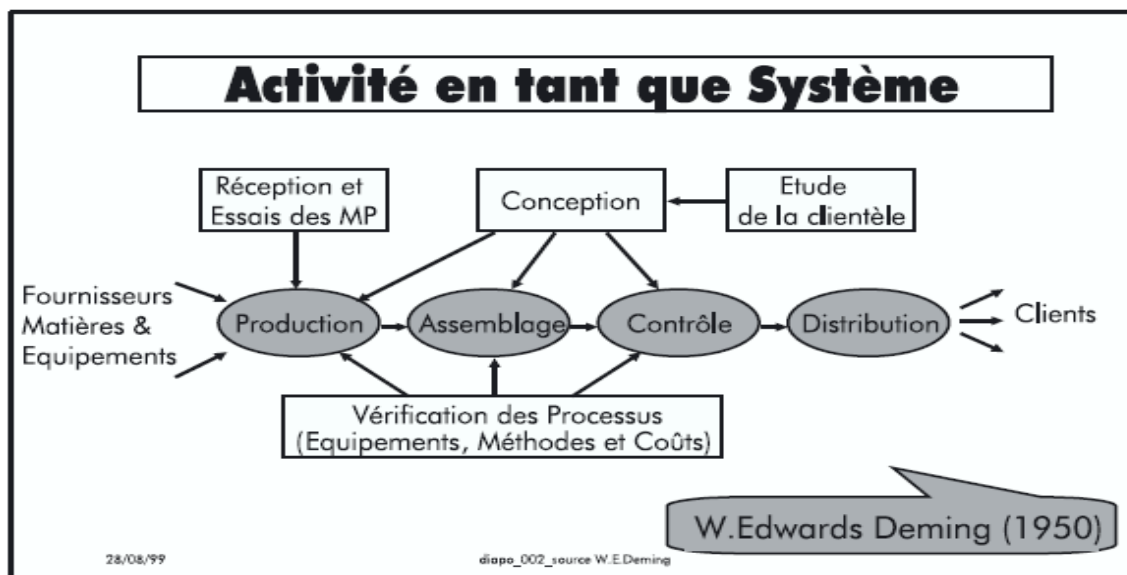 Activité en tant que Système
Réception et
Essais des MP
Conception
Etude
de la clientèle
Fournisseurs
Matières &
Equipements
Production
Assemblage
Contrôle
Distribution
Clients
Vérification des Processus
(Equipements, Méthodes et Coûts)
W.Edwards Deming (1950)
28/08/99
diapo_002_source W.E.Deming